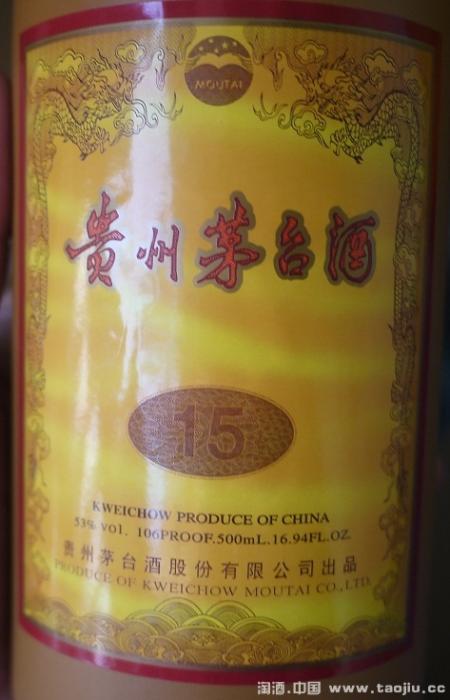 MOUTAI
贵州茅台酒
15
KWEICHOW PRODUCE OF CHINA
53% vol. 106PROOF.500mL.16.94FL.OZ.
贵州茅台酒股份有限公司出品
PRODUCE OF KWEICHOW MOUTAI CO.,LTD.
淘酒.中国 www.taojiu.cc